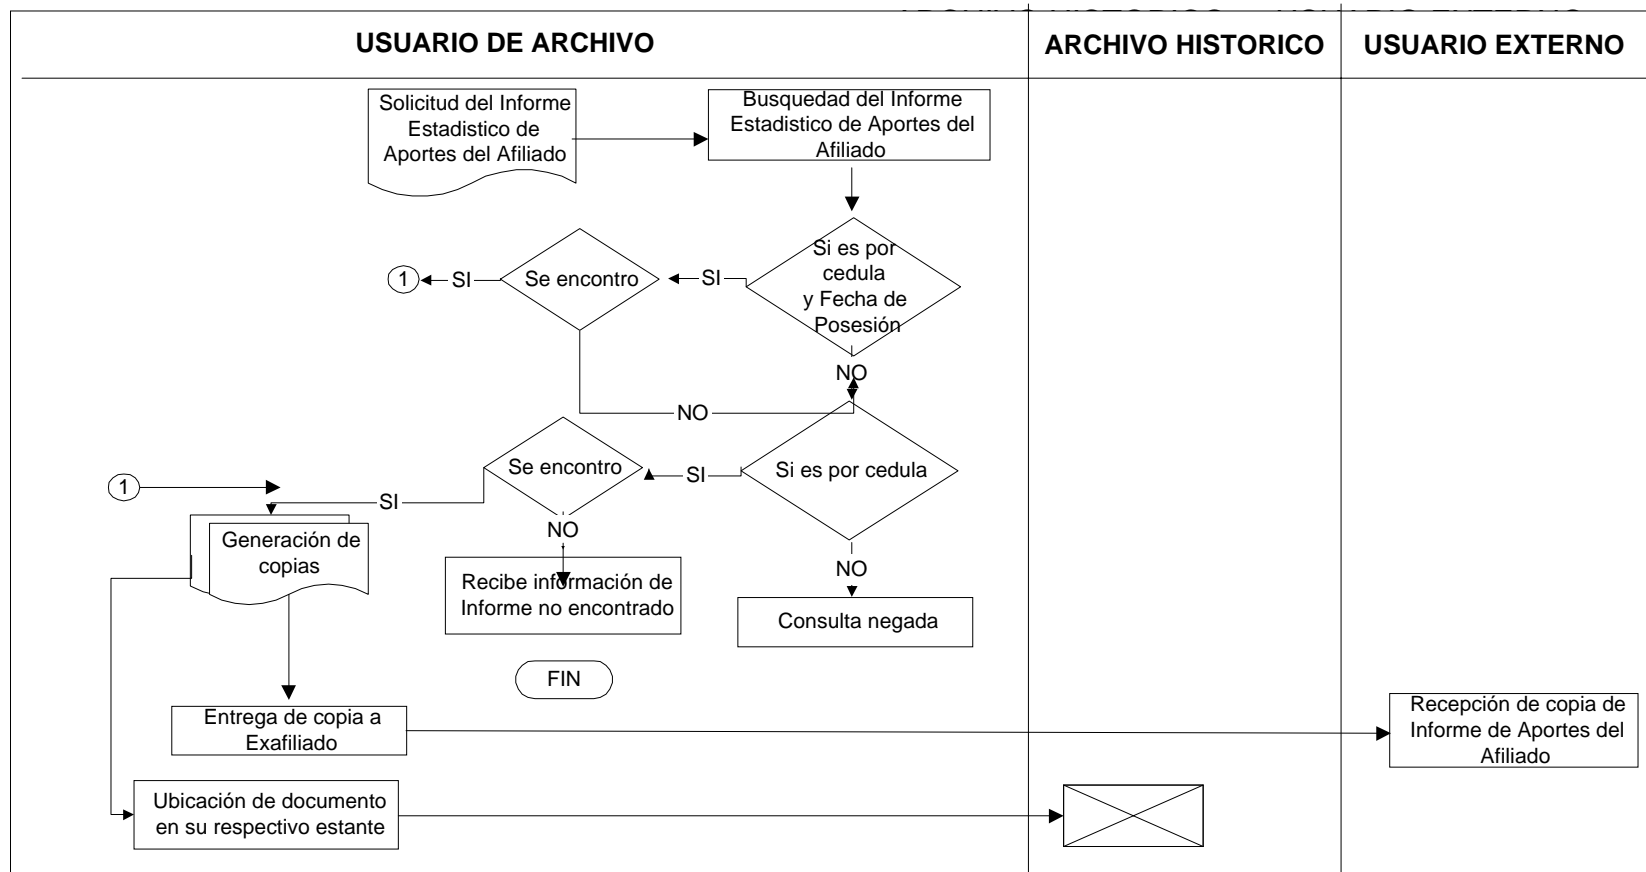 USUARIO DE ARCHIVO
ARCHIVO HISTORICO
USUARIO EXTERNO
Solicitud del Informe
Estadistico de
Aportes del Afiliado
Busquedad del Informe
Estadistico de Aportes del
Afiliado
Si es por
cedula
y Fecha de
Posesión
SI
Se encontro
SI
1
NO
NO
Si es por cedula
SI
Se encontro
1
SI
NO
NO
Generación de
copias
Recibe información de
Informe no encontrado
Consulta negada
FIN
Entrega de copia a
Exafiliado
Recepción de copia de
Informe de Aportes del
Afiliado
Ubicación de documento
en su respectivo estante